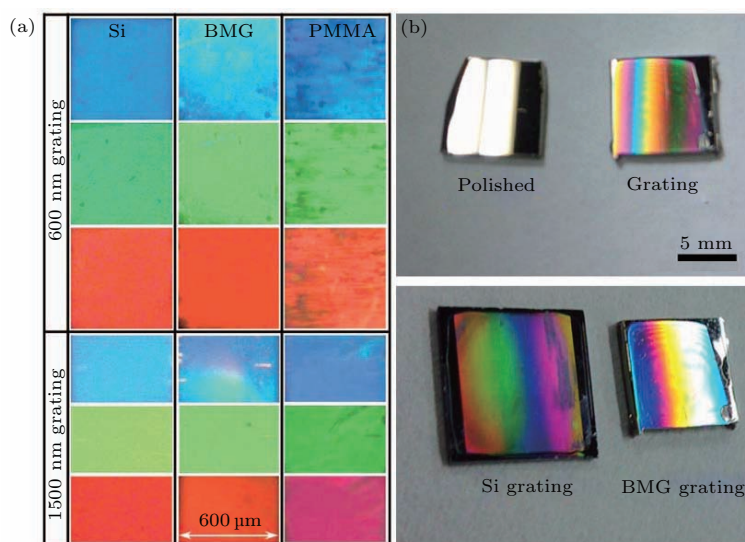 (a)
Si BMG PMMA
600 nm grating
1500 nm grating
600 µm
(b)
Polished Grating
5 mm
Si grating BMG grating